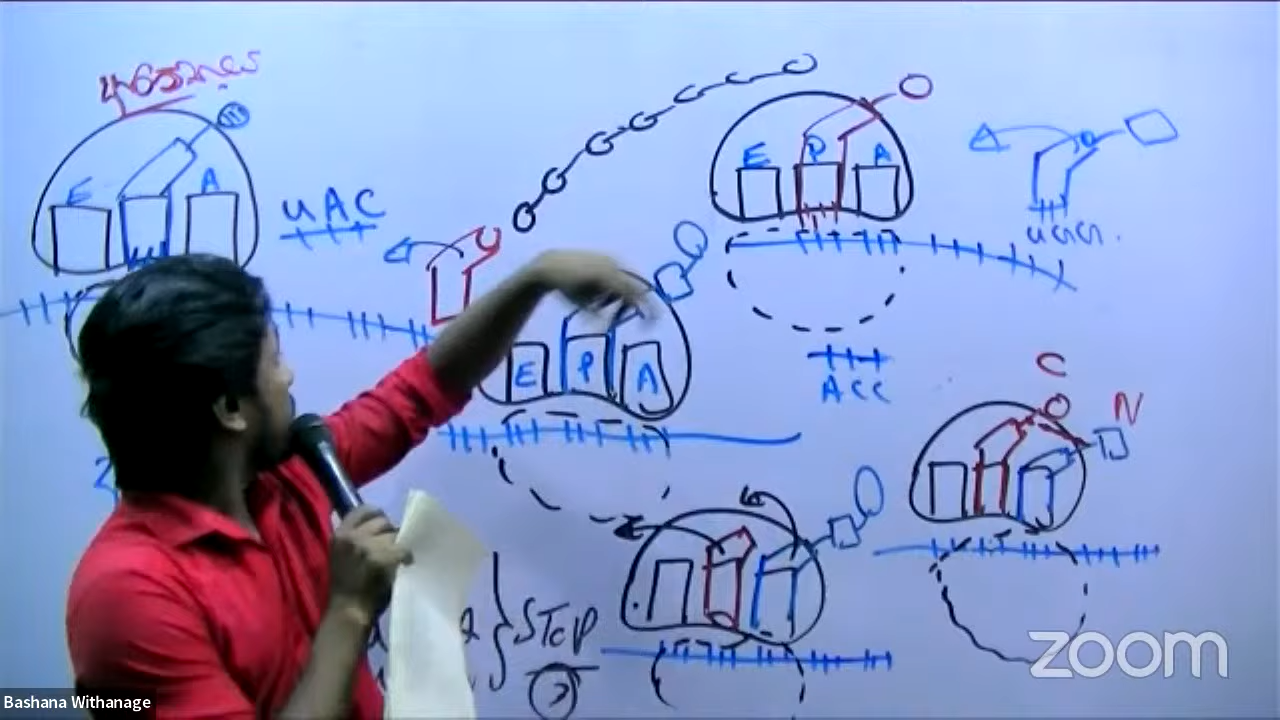 E A
UAC
E P A
E P A
UGG.
ACC
C
N
STOP
zoom
Bashana Withanage